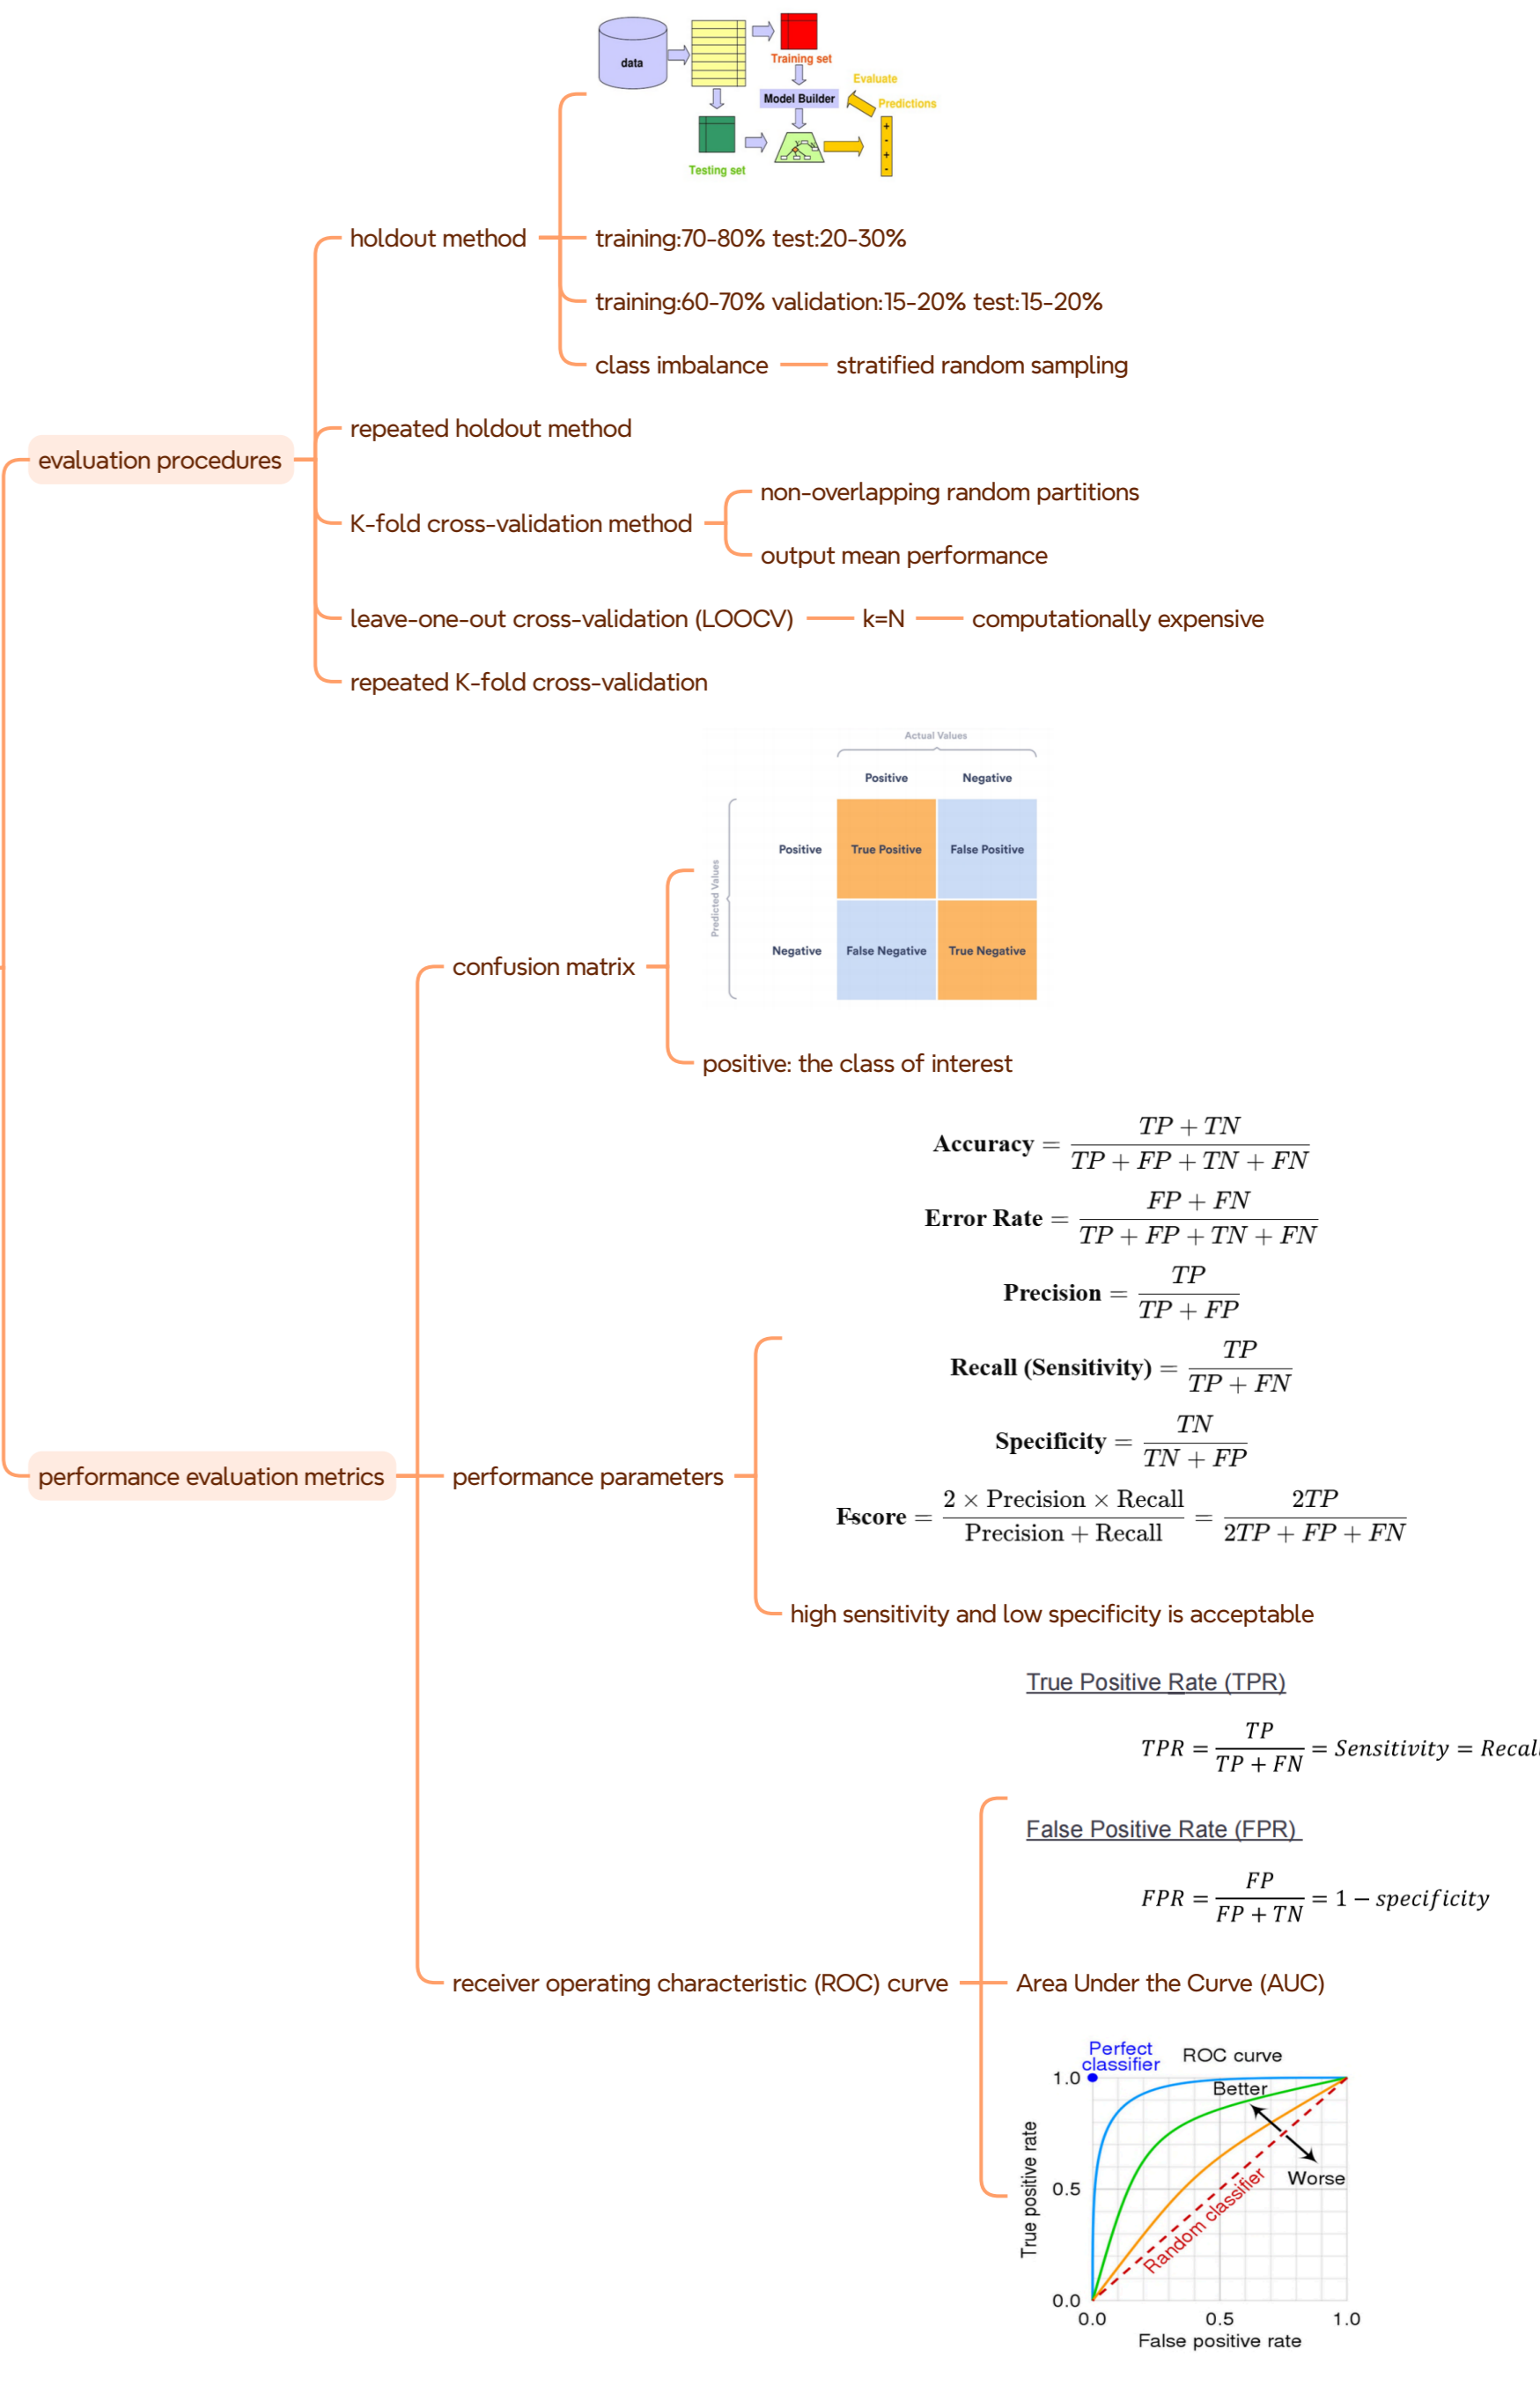 data
Training set
Evaluate
Model Builder
Predictions
+
-
+
-
Testing set
holdout method
training:70-80% test:20-30%
training:60-70% validation:15-20% test:15-20%
class imbalance
stratified random sampling
repeated holdout method
evaluation procedures
non-overlapping random partitions
K-fold cross-validation method
output mean performance
leave-one-out cross-validation (LOOCV)
k=N
computationally expensive
repeated K-fold cross-validation
Actual Values
Positive
Negative
Predicted Values
Positive
True Positive
False Positive
Negative
False Negative
True Negative
confusion matrix
positive: the class of interest
Accuracy = TP + TN / TP + FP + TN + FN
Error Rate = FP + FN / TP + FP + TN + FN
Precision = TP / TP + FP
Recall (Sensitivity) = TP / TP + FN
Specificity = TN / TN + FP
performance evaluation metrics
performance parameters
F-score = 2 × Precision × Recall / Precision + Recall = 2TP / 2TP + FP + FN
high sensitivity and low specificity is acceptable
True Positive Rate (TPR)
TPR = TP / TP + FN = Sensitivity = Recall
False Positive Rate (FPR)
FPR = FP / FP + TN = 1 − specificity
receiver operating characteristic (ROC) curve
Area Under the Curve (AUC)
Perfect
classifier
ROC curve
1.0
Better
True positive rate
Worse
0.5
Random classifier
0.0
0.0
0.5
1.0
False positive rate